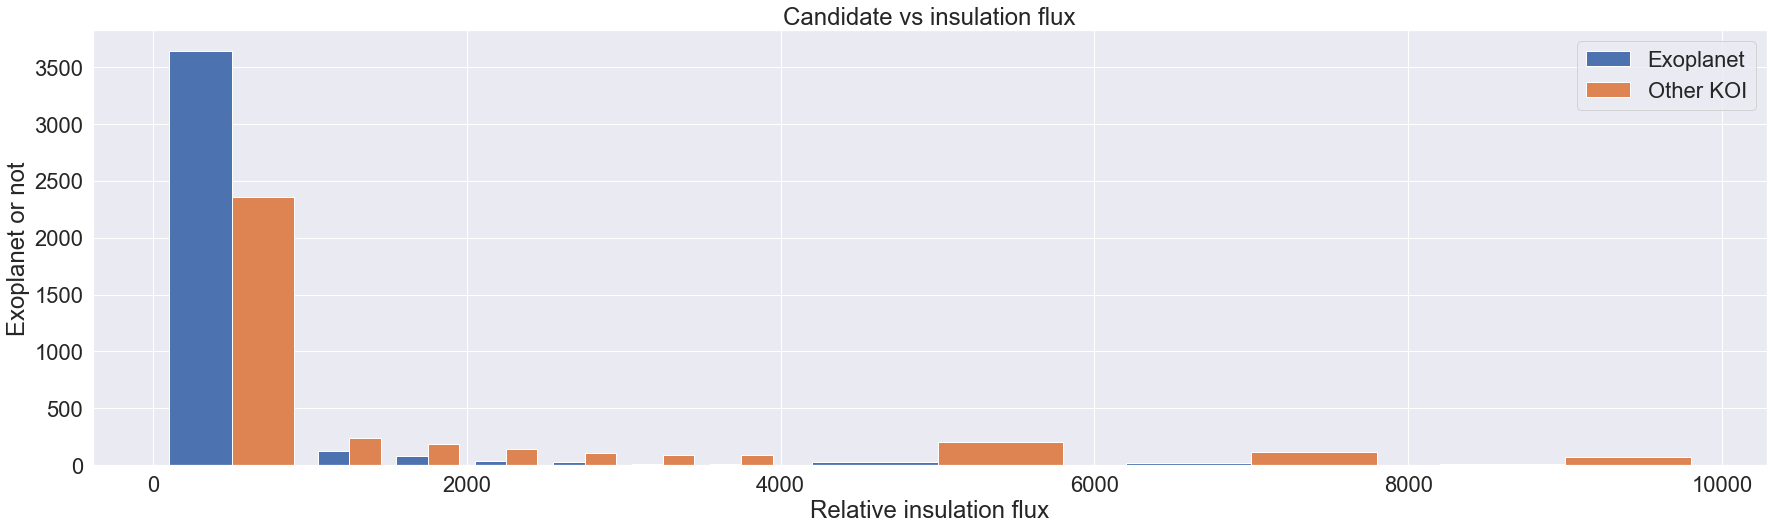 Candidate vs insulation flux
Exoplanet
Other KOI
Exoplanet or not
3500
3000
2500
2000
1500
1000
500
0
0 2000 4000 6000 8000 10000
Relative insulation flux